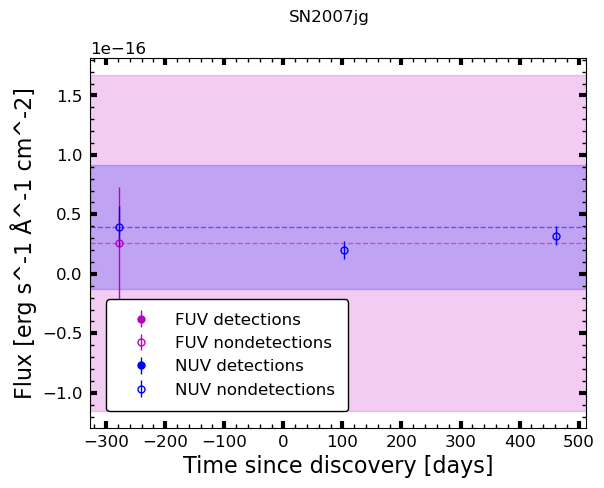 SN2007jg
1e−16
1.5
1.0
0.5
0.0
−0.5
−1.0
Flux [erg s^-1 Å^-1 cm^-2]
FUV detections
FUV nondetections
NUV detections
NUV nondetections
−300 −200 −100 0 100 200 300 400 500
Time since discovery [days]